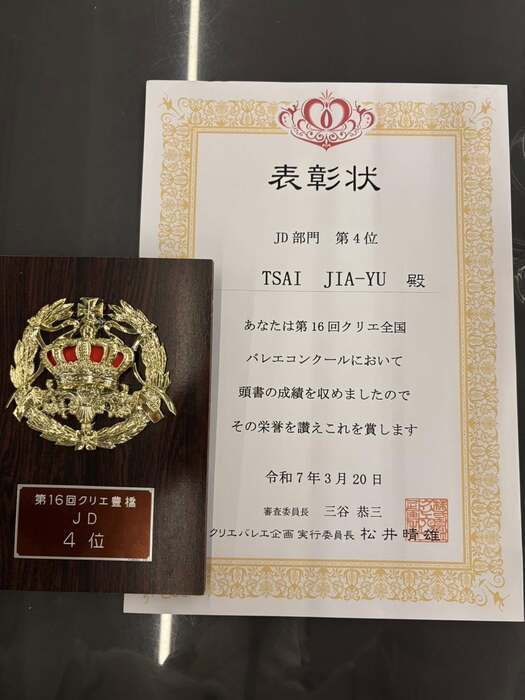 表彰状
JD部門 第4位
TSAI JIA-YU 殿
あなたは第16回クリエ全国
バレエコンクールにおいて
頭書の成績を収めましたので
その栄誉を讃えこれを賞します
令和7年3月20日
審査委員長 三谷 恭三
クリエバレエ企画 実行委員長 松井晴雄
第16回クリエ豊橋
JD
4位